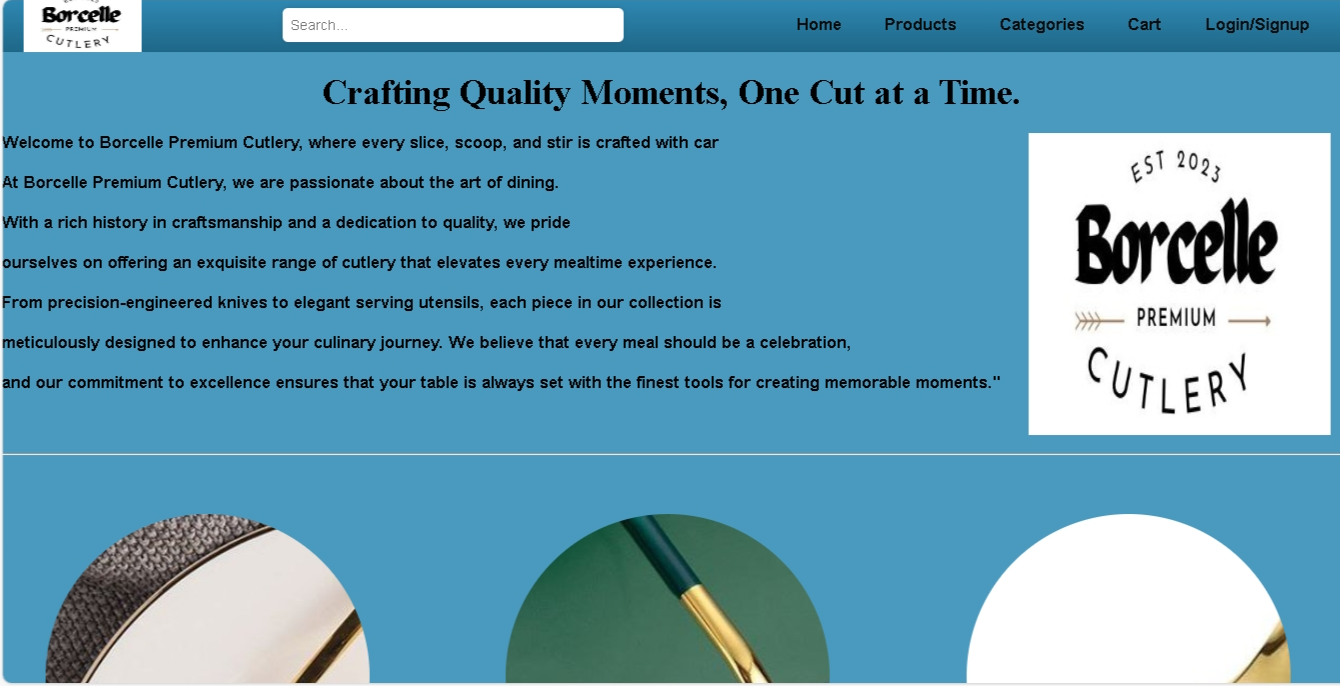 Borcelle
PREMIUM
CUTLERY
Search...
Home
Products
Categories
Cart
Login/Signup
Crafting Quality Moments, One Cut at a Time.
Welcome to Borcelle Premium Cutlery, where every slice, scoop, and stir is crafted with car
At Borcelle Premium Cutlery, we are passionate about the art of dining.
With a rich history in craftsmanship and a dedication to quality, we pride
ourselves on offering an exquisite range of cutlery that elevates every mealtime experience.
From precision-engineered knives to elegant serving utensils, each piece in our collection is
meticulously designed to enhance your culinary journey. We believe that every meal should be a celebration,
and our commitment to excellence ensures that your table is always set with the finest tools for creating memorable moments."
EST 2023
Borcelle
PREMIUM
CUTLERY